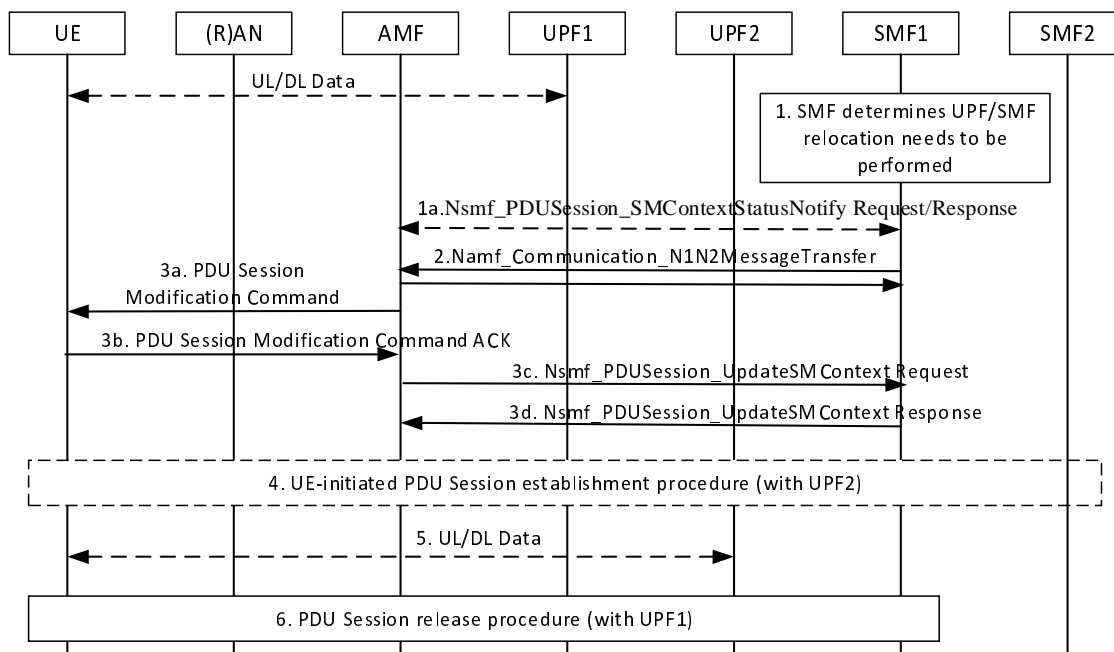 UE
(R)AN
AMF
UPF1
UPF2
SMF1
SMF2
UL/DL Data
1. SMF determines UPF/SMF
relocation needs to be
performed
1a.Nsmf_PDUSession_SMContextStatusNotify Request/Response
2.Namf_Communication_N1N2MessageTransfer
3a. PDU Session
Modification Command
3b. PDU Session Modification Command ACK
3c. Nsmf_PDUSession_UpdateSMContext Request
3d. Nsmf_PDUSession_UpdateSMContext Response
4. UE-initiated PDU Session establishment procedure (with UPF2)
5. UL/DL Data
6. PDU Session release procedure (with UPF1)